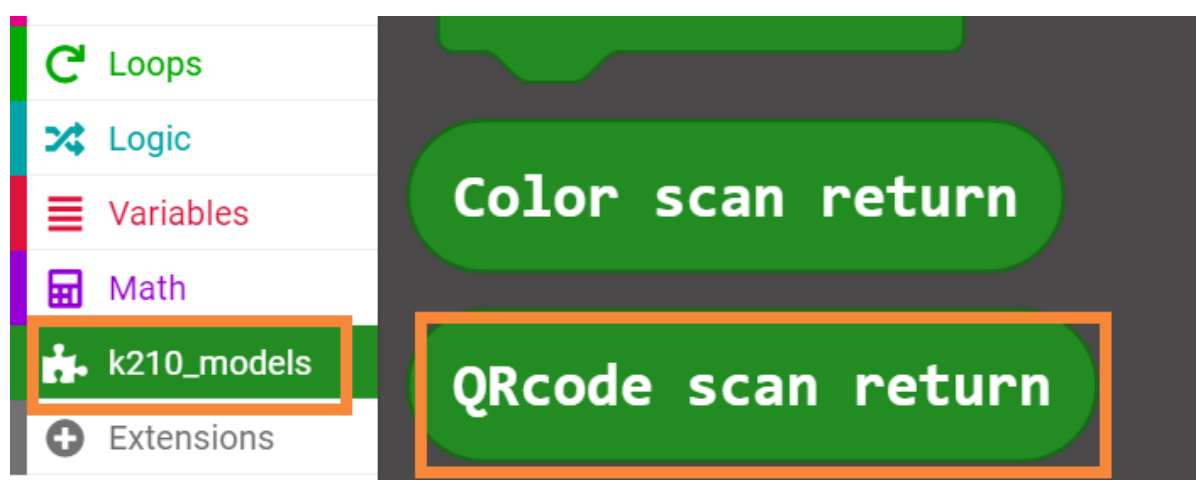 Loops
Logic
Variables
Math
k210_models
Extensions
Color scan return
QRcode scan return